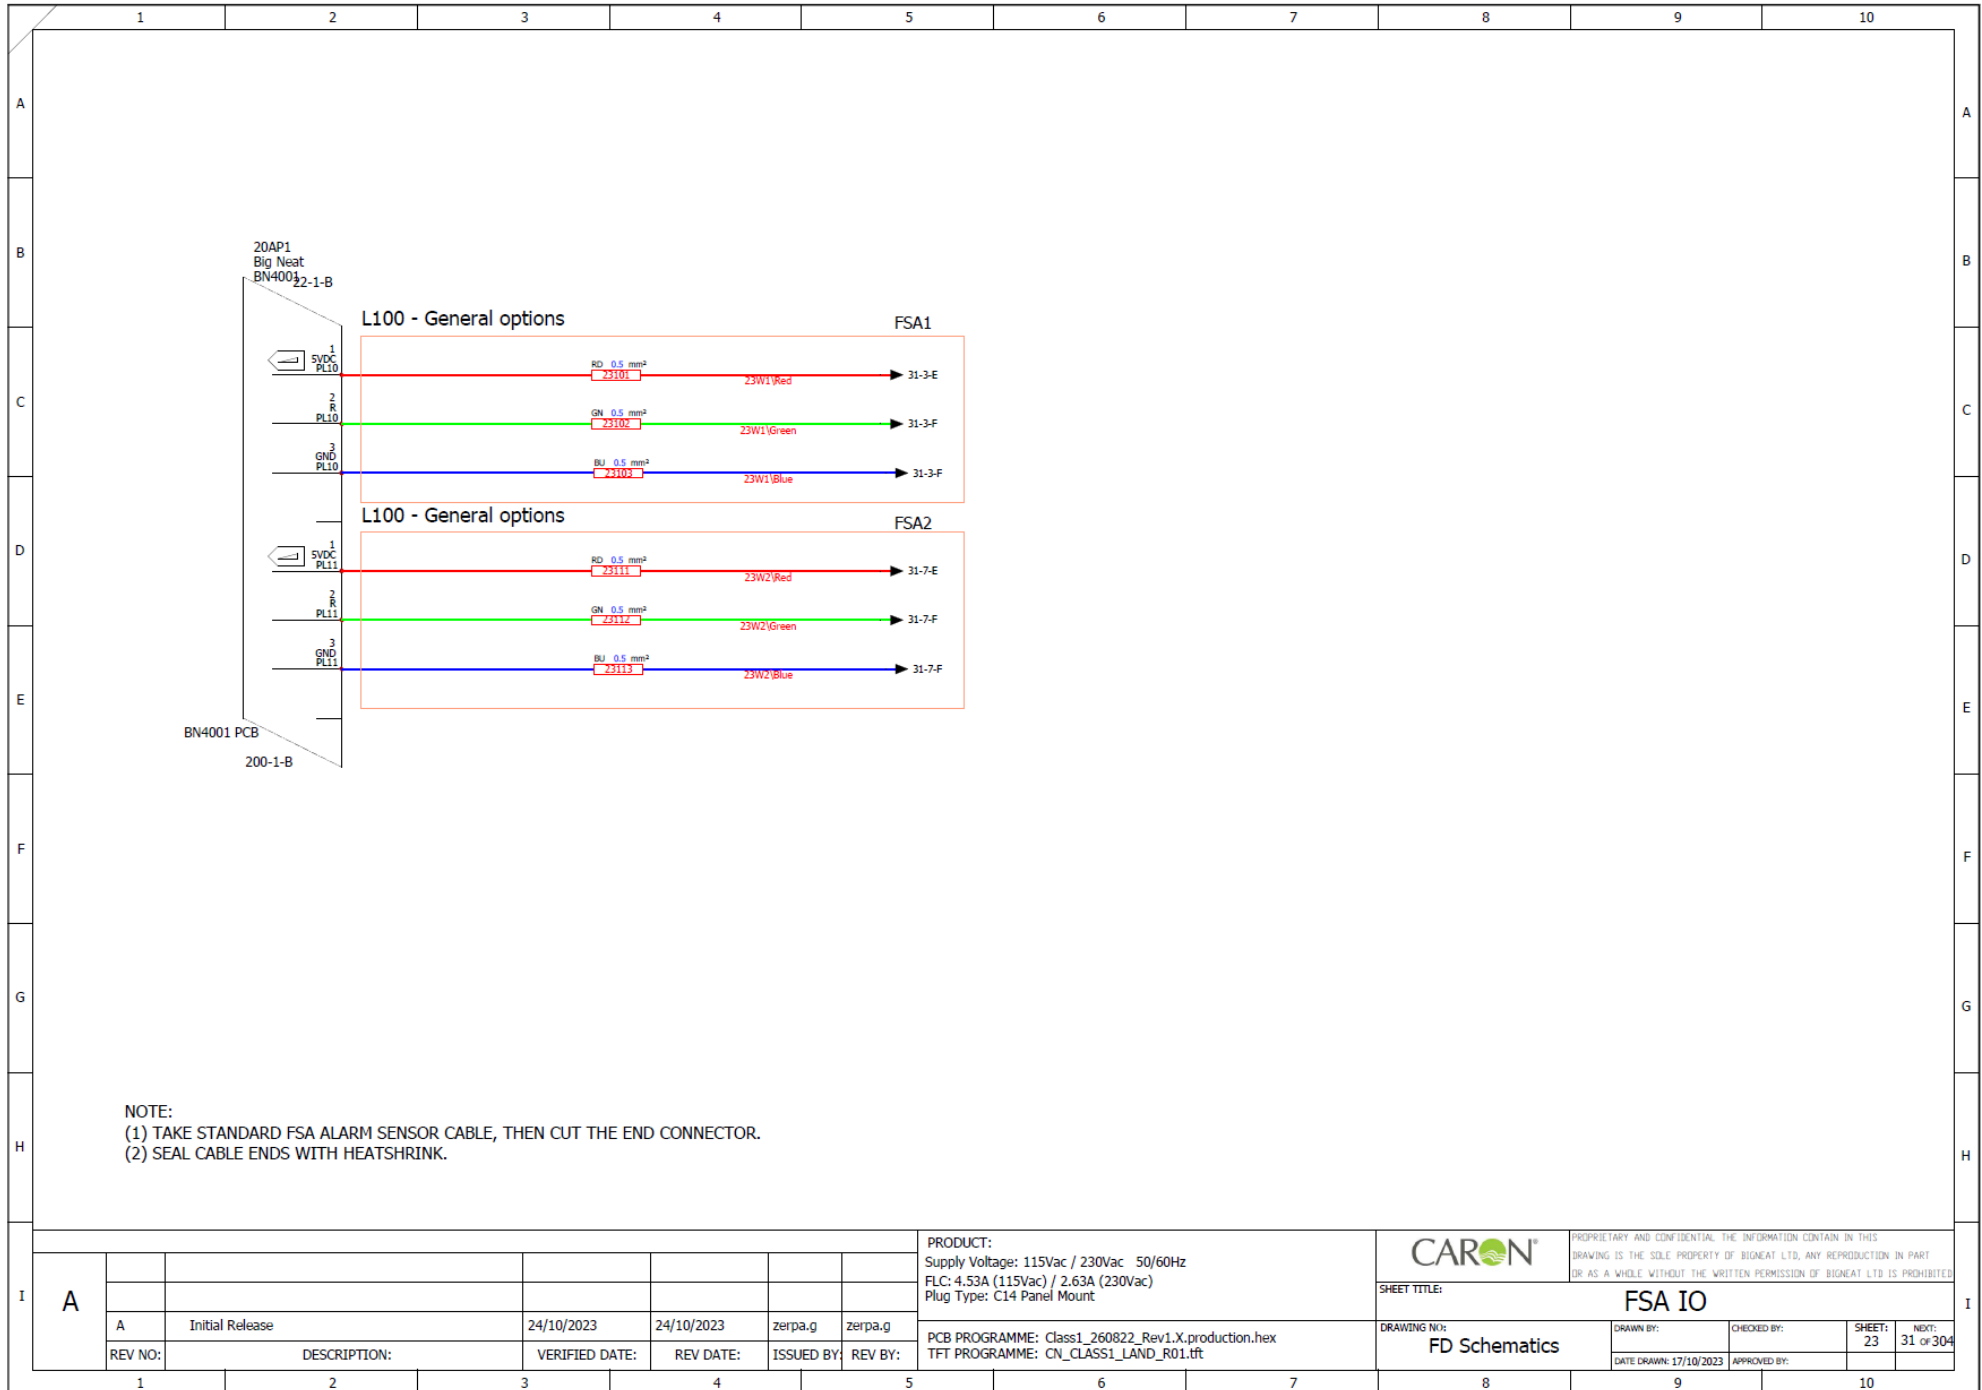 1 2 3 4 5 6 7 8 9 10
A
A
B
B
C
C
D
D
E
E
F
F
G
G
H
H
I
I
20AP1
Big Neat
BN4001
22-1-B
L100 - General options
FSA1
1
5VDC
PL10
RD 0.5 mm²
23101
23W1\Red
31-3-E
2
R
PL10
GN 0.5 mm²
23102
23W1\Green
31-3-F
3
GND
PL10
BU 0.5 mm²
23103
23W1\Blue
31-3-F
L100 - General options
FSA2
1
5VDC
PL11
RD 0.5 mm²
23111
23W2\Red
31-7-E
2
R
PL11
GN 0.5 mm²
23112
23W2\Green
31-7-F
3
GND
PL11
BU 0.5 mm²
23113
23W2\Blue
31-7-F
BN4001 PCB
200-1-B
NOTE:
(1) TAKE STANDARD FSA ALARM SENSOR CABLE, THEN CUT THE END CONNECTOR.
(2) SEAL CABLE ENDS WITH HEATSHRINK.
A
A Initial Release 24/10/2023 24/10/2023 zerpa.g zerpa.g
REV NO: DESCRIPTION: VERIFIED DATE: REV DATE: ISSUED BY: REV BY:
PRODUCT:
Supply Voltage: 115Vac / 230Vac 50/60Hz
FLC: 4.53A (115Vac) / 2.63A (230Vac)
Plug Type: C14 Panel Mount
PCB PROGRAMME: Class1_260822_Rev1.X.production.hex
TFT PROGRAMME: CN_CLASS1_LAND_R01.tft
CARON®
PROPRIETARY AND CONFIDENTIAL THE INFORMATION CONTAIN IN THIS
DRAWING IS THE SOLE PROPERTY OF BIGNEAT LTD, ANY REPRODUCTION IN PART
OR AS A WHOLE WITHOUT THE WRITTEN PERMISSION OF BIGNEAT LTD IS PROHIBITED
SHEET TITLE:
FSA IO
DRAWING NO:
FD Schematics
DRAWN BY:
CHECKED BY:
SHEET:
23
NEXT:
31 OF 304
DATE DRAWN: 17/10/2023
APPROVED BY:
1 2 3 4 5 6 7 8 9 10